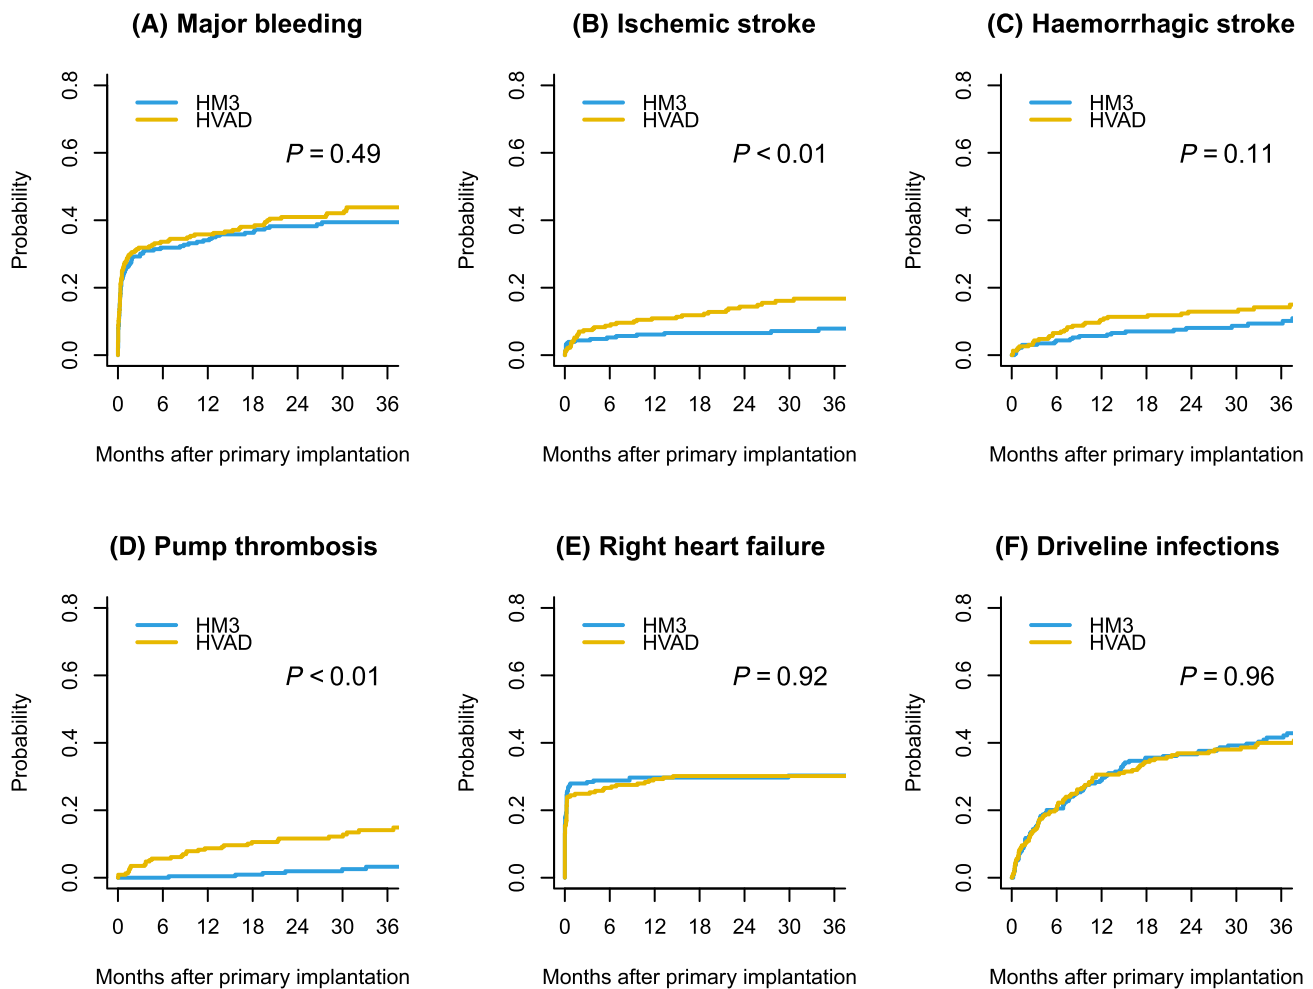 (A) Major bleeding
0.8
0.6
0.4
0.2
0.0
Probability
HM3
HVAD
P = 0.49
0 6 12 18 24 30 36
Months after primary implantation
(B) Ischemic stroke
0.8
0.6
0.4
0.2
0.0
Probability
HM3
HVAD
P < 0.01
0 6 12 18 24 30 36
Months after primary implantation
(C) Haemorrhagic stroke
0.8
0.6
0.4
0.2
0.0
Probability
HM3
HVAD
P = 0.11
0 6 12 18 24 30 36
Months after primary implantation
(D) Pump thrombosis
0.8
0.6
0.4
0.2
0.0
Probability
HM3
HVAD
P < 0.01
0 6 12 18 24 30 36
Months after primary implantation
(E) Right heart failure
0.8
0.6
0.4
0.2
0.0
Probability
HM3
HVAD
P = 0.92
0 6 12 18 24 30 36
Months after primary implantation
(F) Driveline infections
0.8
0.6
0.4
0.2
0.0
Probability
HM3
HVAD
P = 0.96
0 6 12 18 24 30 36
Months after primary implantation